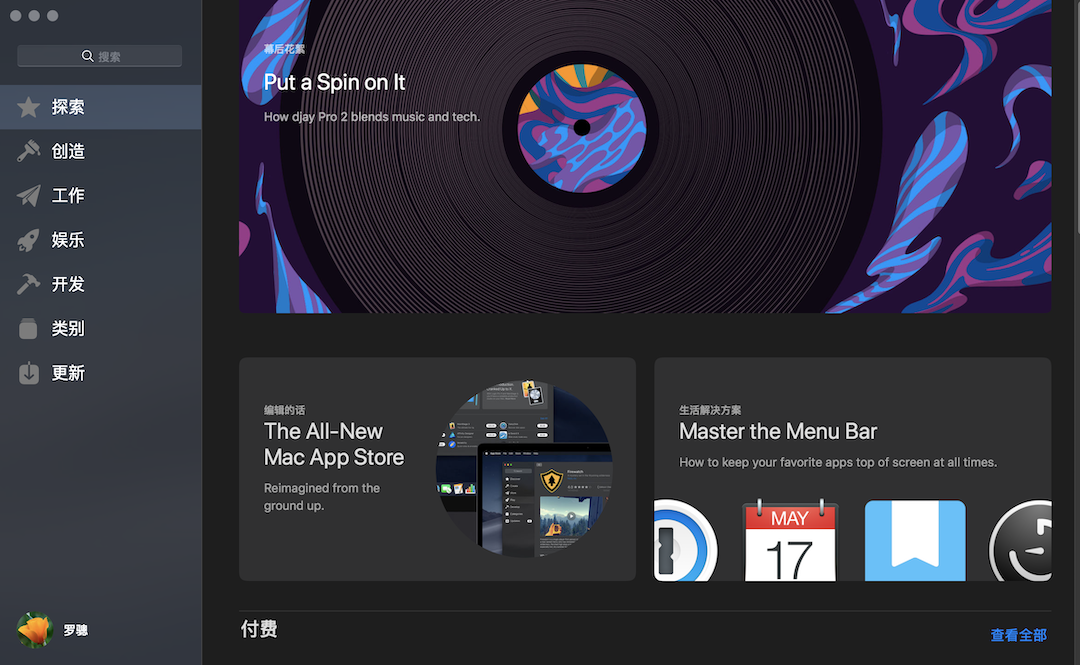 搜索
探索
创造
工作
娱乐
开发
类别
更新
罗骢
幕后花絮
Put a Spin on It
How djay Pro 2 blends music and tech.
编辑的话
The All-New
Mac App Store
Reimagined from the
ground up.
生活解决方案
Master the Menu Bar
How to keep your favorite apps top of screen at all times.
MAY
17
付费
查看全部